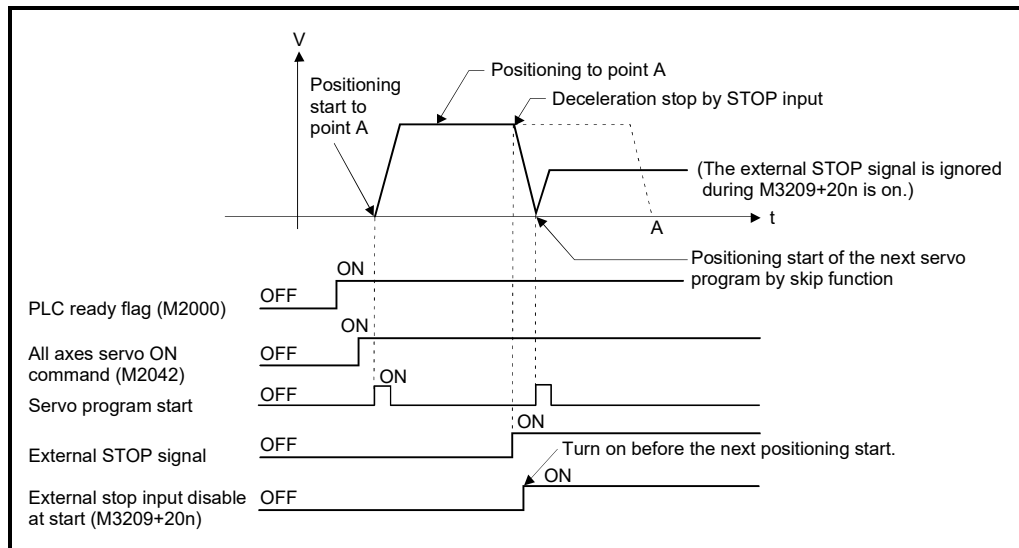 V
Positioning to point A
Positioning
start to
point A
Deceleration stop by STOP input
(The external STOP signal is ignored
during M3209+20n is on.)
t
A
Positioning start of the next servo
program by skip function
ON
OFF
PLC ready flag (M2000)
ON
All axes servo ON
command (M2042)
OFF
ON
Servo program start
OFF
ON
External STOP signal
OFF
Turn on before the next positioning start.
ON
External stop input disable
at start (M3209+20n)
OFF